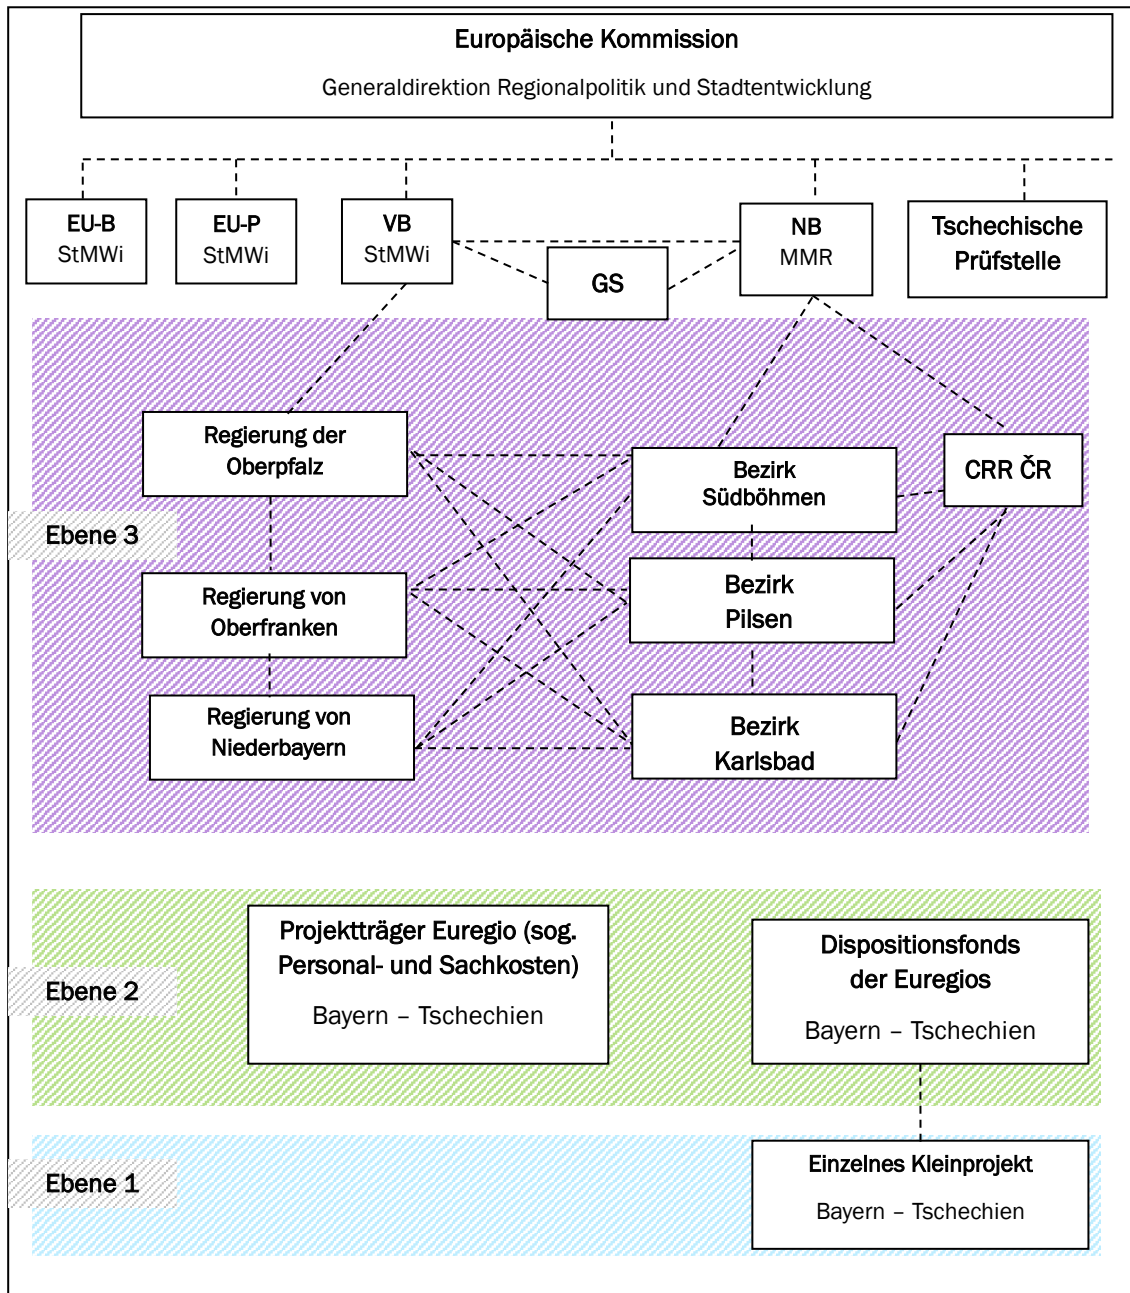 Europäische Kommission
Generaldirektion Regionalpolitik und Stadtentwicklung
EU-B
StMWi
EU-P
StMWi
VB
StMWi
GS
NB
MMR
Tschechische
Prüfstelle
Ebene 3
Regierung der
Oberpfalz
Regierung von
Oberfranken
Regierung von
Niederbayern
Bezirk
Südböhmen
Bezirk
Pilsen
Bezirk
Karlsbad
CRR ČR
Ebene 2
Projektträger Euregio (sog.
Personal- und Sachkosten)
Bayern – Tschechien
Dispositionsfonds
der Euregios
Bayern – Tschechien
Ebene 1
Einzelnes Kleinprojekt
Bayern – Tschechien